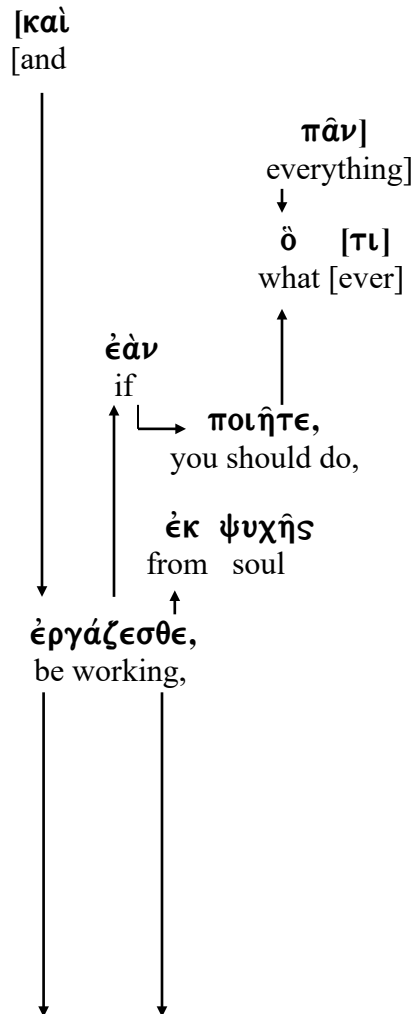 [καὶ
[and
πᾶν]
everything]
ὃ [τι]
what [ever]
ἐὰν
if
ποιῆτε,
you should do,
ἐκ ψυχῆς
from soul
ἐργάζεσθε,
be working,